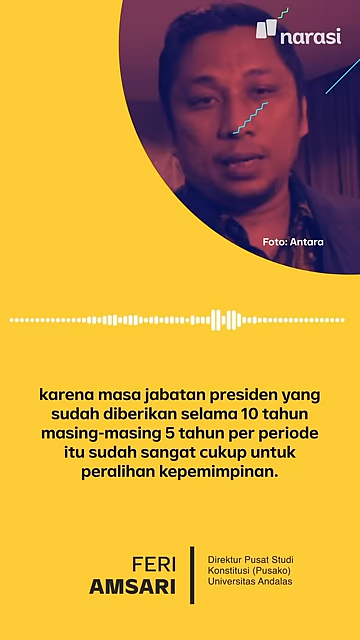 narasi
Foto: Antara
karena masa jabatan presiden yang
sudah diberikan selama 10 tahun
masing-masing 5 tahun per periode
itu sudah sangat cukup untuk
peralihan kepemimpinan.
FERI
AMSARI
Direktur Pusat Studi
Konstitusi (Pusako)
Universitas Andalas